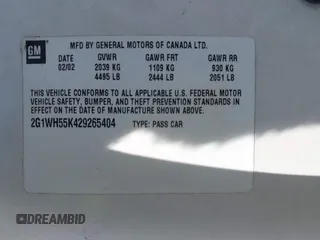 GM
MFD BY GENERAL MOTORS OF CANADA LTD.
DATE GVWR GAWR FRT GAWR RR
02/02 2039 KG 1109 KG 930 KG
4495 LB 2444 LB 2051 LB
THIS VEHICLE CONFORMS TO ALL APPLICABLE U.S. FEDERAL MOTOR
VEHICLE SAFETY, BUMPER, AND THEFT PREVENTION STANDARDS IN
EFFECT ON THE DATE OF MANUFACTURE SHOWN ABOVE.
2G1WH55K429265404 TYPE: PASS CAR
DREAMBID